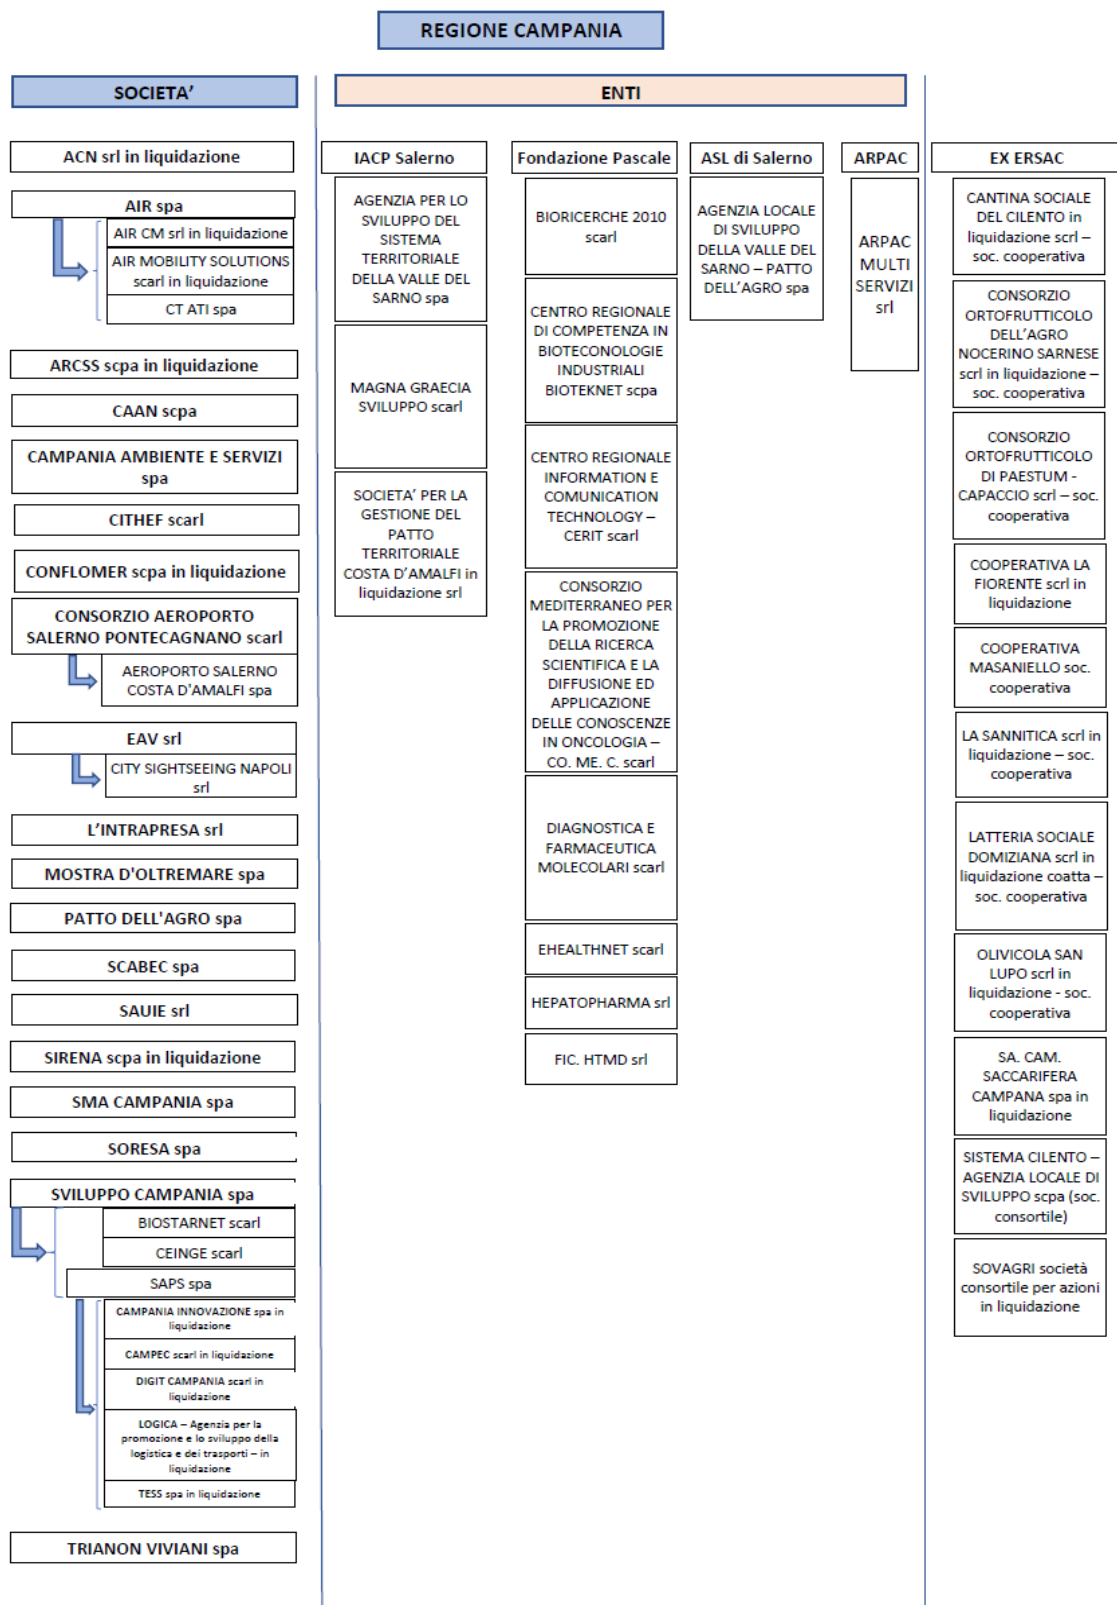 REGIONE CAMPANIA
SOCIETA'
ACN srl in liquidazione
AIR spa
AIR CM srl in liquidazione
AIR MOBILITY SOLUTIONS
scarl in liquidazione
CT ATI spa
ARCSS scpa in liquidazione
CAAN scpa
CAMPANIA AMBIENTE E SERVIZI
spa
CITHEF scarl
CONFLOMER scpa in liquidazione
CONSORZIO AEROPORTO
SALERNO PONTECAGNANO scarl
AEROPORTO SALERNO
COSTA D'AMALFI spa
EAV srl
CITY SIGHTSEEING NAPOLI
srl
L'INTRAPRESA srl
MOSTRA D'OLTREMARE spa
PATTO DELL'AGRO spa
SCABEC spa
SAUIE srl
SIRENA scpa in liquidazione
SMA CAMPANIA spa
SORESA spa
SVILUPPO CAMPANIA spa
BIOSTARNET scarl
CEINGE scarl
SAPS spa
CAMPANIA INNOVAZIONE spa in
liquidazione
CAMPEC scarl in liquidazione
DIGIT CAMPANIA scarl in
liquidazione
LOGICA – Agenzia per la
promozione e lo sviluppo della
logistica e dei trasporti – in
liquidazione
TESS spa in liquidazione
TRIANON VIVIANI spa
ENTI
IACP Salerno
AGENZIA PER LO
SVILUPPO DEL
SISTEMA
TERRITORIALE
DELLA VALLE DEL
SARNO spa
MAGNA GRAECIA
SVILUPPO scarl
SOCIETA' PER LA
GESTIONE DEL
PATTO
TERRITORIALE
COSTA D'AMALFI in
liquidazione srl
Fondazione Pascale
BIORICERCHE 2010
scarl
CENTRO REGIONALE
DI COMPETENZA IN
BIOTECONOLOGIE
INDUSTRIALI
BIOTEKNET scpa
CENTRO REGIONALE
INFORMATION E
COMUNICATION
TECHNOLOGY –
CERIT scarl
CONSORZIO
MEDITERRANEO PER
LA PROMOZIONE
DELLA RICERCA
SCIENTIFICA E LA
DIFFUSIONE ED
APPLICAZIONE
DELLE CONOSCENZE
IN ONCOLOGIA –
CO. ME. C. scarl
DIAGNOSTICA E
FARMACEUTICA
MOLECOLARI scarl
EHEALTHNET scarl
HEPATOPHARMA srl
FIC. HTMD srl
ASL di Salerno
AGENZIA LOCALE
DI SVILUPPO
DELLA VALLE DEL
SARNO – PATTO
DELL'AGRO spa
ARPAC
ARPAC
MULTI
SERVIZI
srl
EX ERSAC
CANTINA SOCIALE
DEL CILENTO in
liquidazione scrl –
soc. cooperativa
CONSORZIO
ORTOFRUTTICOLO
DELL'AGRO
NOCERINO SARNESE
scrl in liquidazione –
soc. cooperativa
CONSORZIO
ORTOFRUTTICOLO
DI PAESTUM -
CAPACCIO scrl – soc.
cooperativa
COOPERATIVA LA
FIORENTE scrl in
liquidazione
COOPERATIVA
MASANIELLO soc.
cooperativa
LA SANNITICA scrl in
liquidazione – soc.
cooperativa
LATTERIA SOCIALE
DOMIZIANA scrl in
liquidazione coatta –
soc. cooperativa
OLIVICOLA SAN
LUPO scrl in
liquidazione - soc.
cooperativa
SA. CAM.
SACCARIFERA
CAMPANA spa in
liquidazione
SISTEMA CILENTO –
AGENZIA LOCALE DI
SVILUPPO scpa (soc.
consortile)
SOVAGRI società
consortile per azioni
in liquidazione